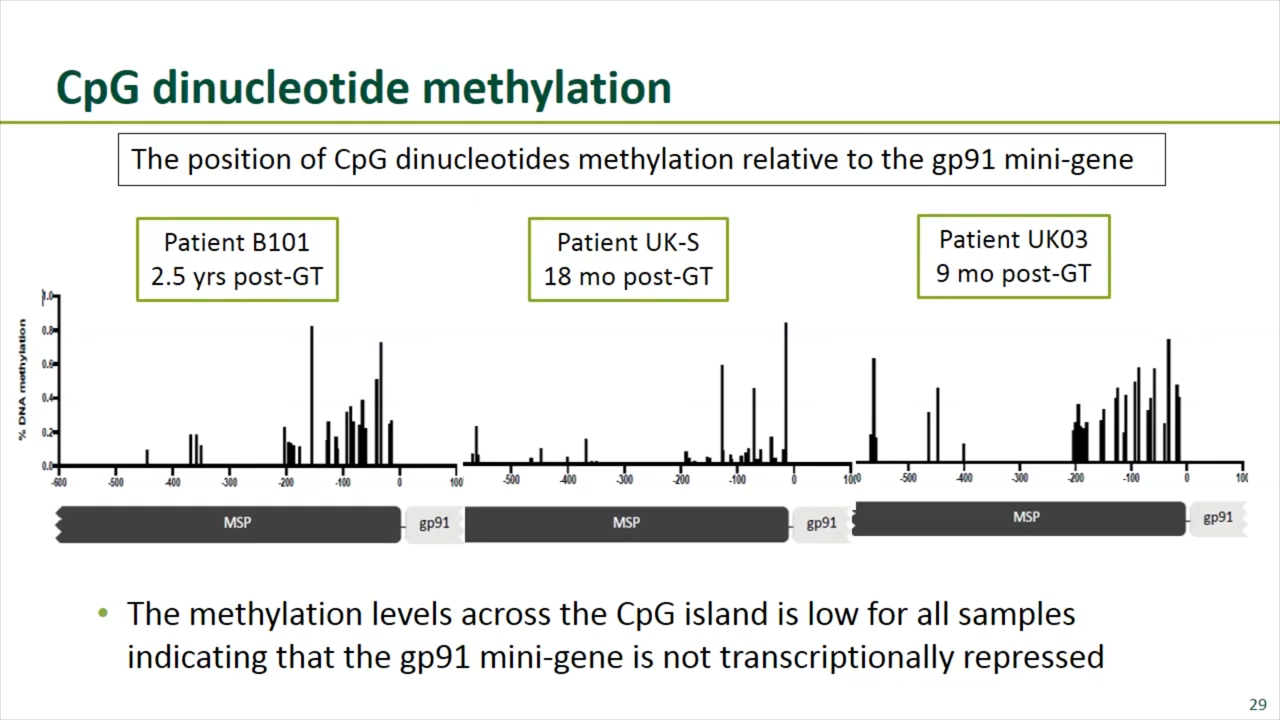 CpG dinucleotide methylation
The position of CpG dinucleotides methylation relative to the gp91 mini-gene
Patient B101
2.5 yrs post-GT
Patient UK-S
18 mo post-GT
Patient UK03
9 mo post-GT
% DNA methylation
1.0
0.8
0.6
0.4
0.2
0.0
-600 -500 -400 -300 -200 -100 0 100
-500 -400 -300 -200 -100 0 100
-500 -400 -300 -200 -100 0
MSP gp91
MSP gp91
MSP gp91
• The methylation levels across the CpG island is low for all samples
indicating that the gp91 mini-gene is not transcriptionally repressed
29